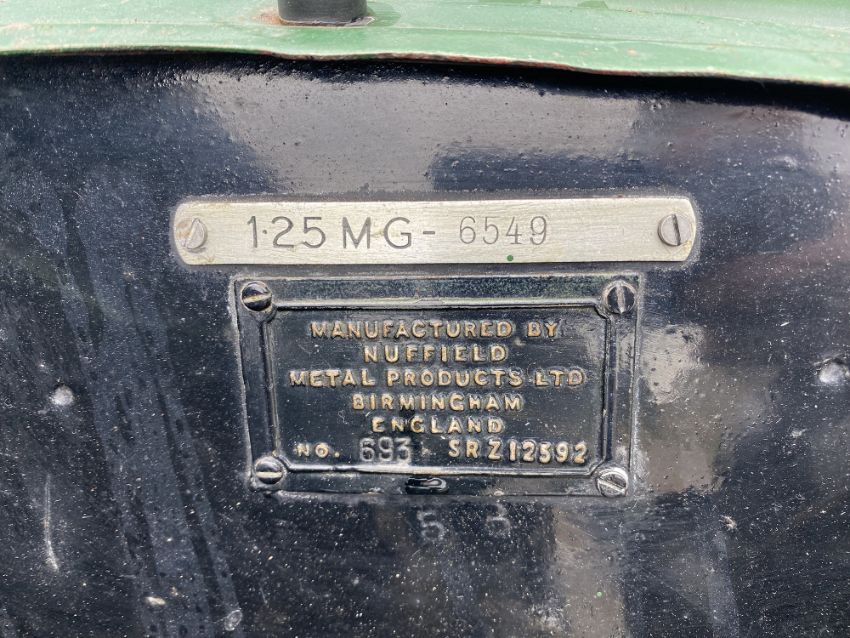 1·25 MG- 6549
MANUFACTURED BY
NUFFIELD
METAL PRODUCTS LTD
BIRMINGHAM
ENGLAND
NO. 693 SRZ12592